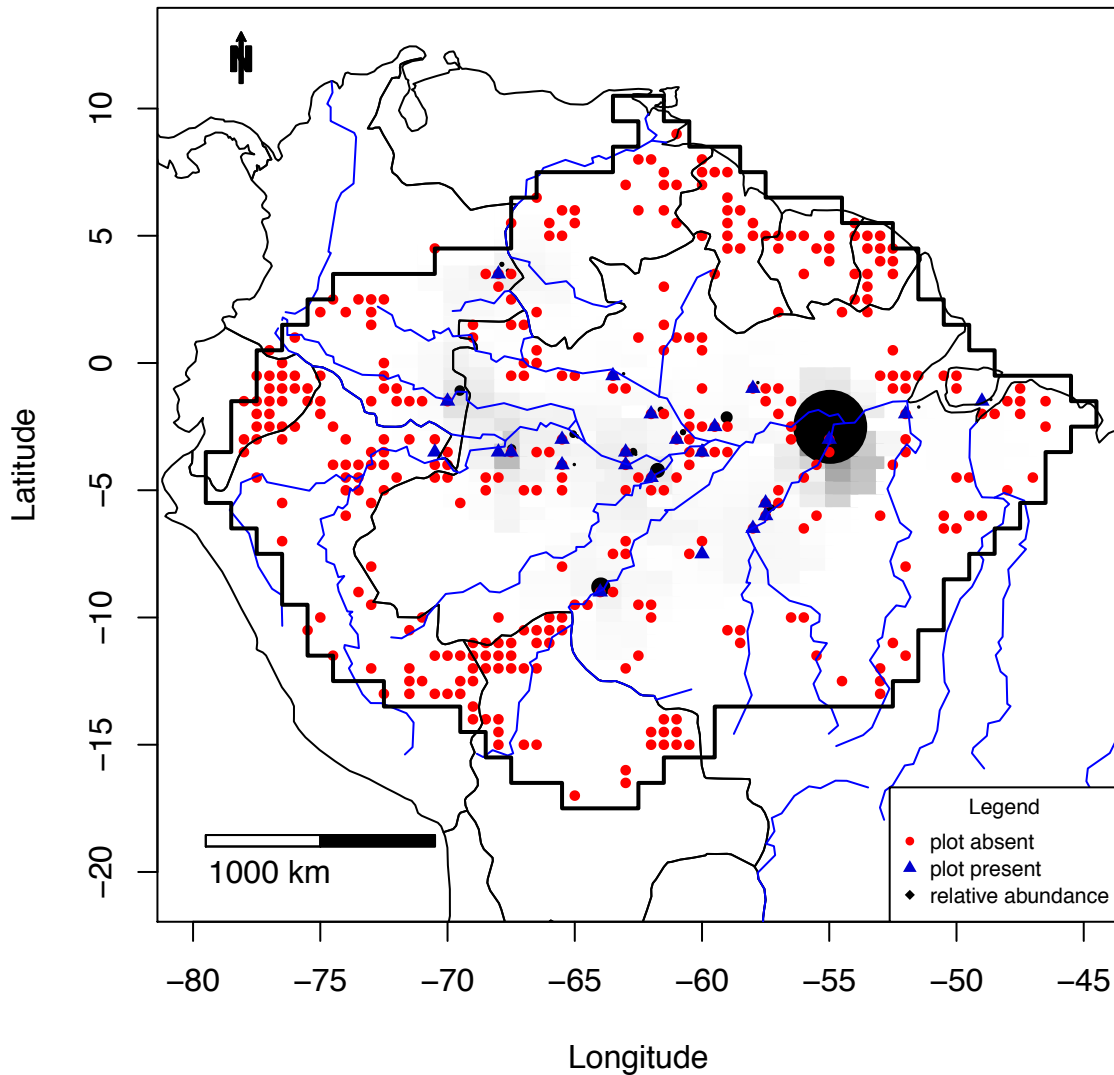 N
10
5
0
−5
−10
−15
−20
Latitude
1000 km
Legend
plot absent
plot present
relative abundance
−80
−75
−70
−65
−60
−55
−50
−45
Longitude